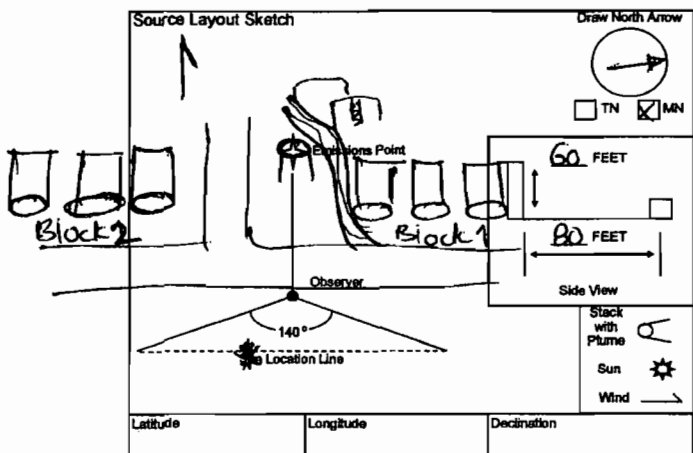 Source Layout Sketch
Draw North Arrow
TN MN
Emissions Point
60 FEET
Block 2
Block 1
80 FEET
Observer
Side View
140°
Location Line
Stack
with
Plume
Sun
Wind
Latitude
Longitude
Declination